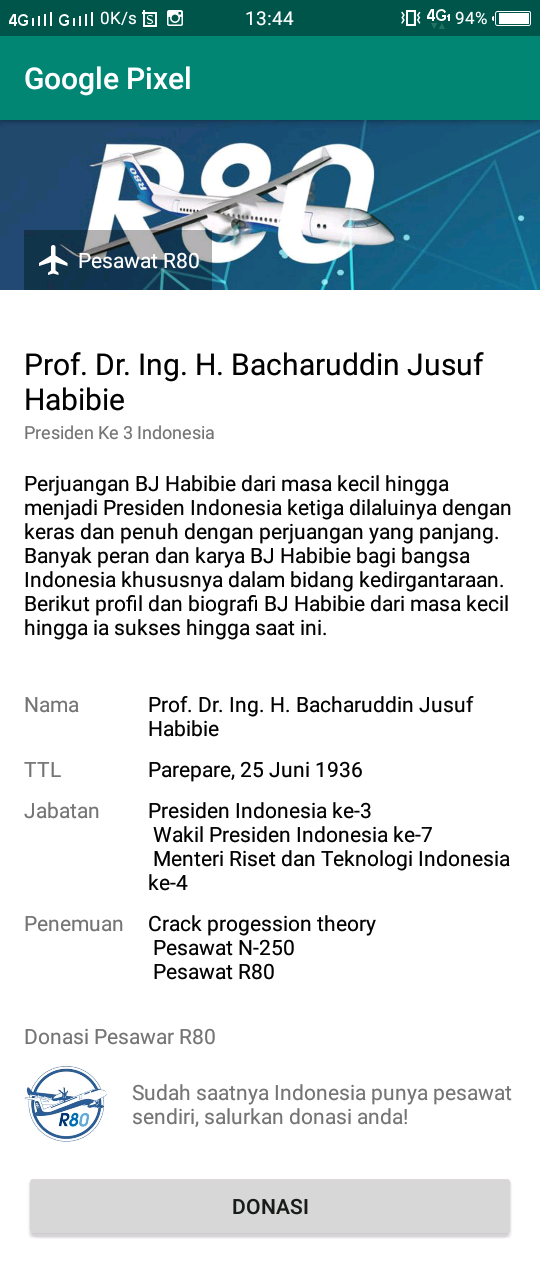 4G 4G 0K/s 13:44 4G 94%
Google Pixel
R80
R80
Pesawat R80
Prof. Dr. Ing. H. Bacharuddin Jusuf
Habibie
Presiden Ke 3 Indonesia
Perjuangan BJ Habibie dari masa kecil hingga
menjadi Presiden Indonesia ketiga dilaluinya dengan
keras dan penuh dengan perjuangan yang panjang.
Banyak peran dan karya BJ Habibie bagi bangsa
Indonesia khususnya dalam bidang kedirgantaraan.
Berikut profil dan biografi BJ Habibie dari masa kecil
hingga ia sukses hingga saat ini.
Nama Prof. Dr. Ing. H. Bacharuddin Jusuf
Habibie
TTL Parepare, 25 Juni 1936
Jabatan Presiden Indonesia ke-3
Wakil Presiden Indonesia ke-7
Menteri Riset dan Teknologi Indonesia
ke-4
Penemuan Crack progession theory
Pesawat N-250
Pesawat R80
Donasi Pesawar R80
R80
Sudah saatnya Indonesia punya pesawat
sendiri, salurkan donasi anda!
DONASI